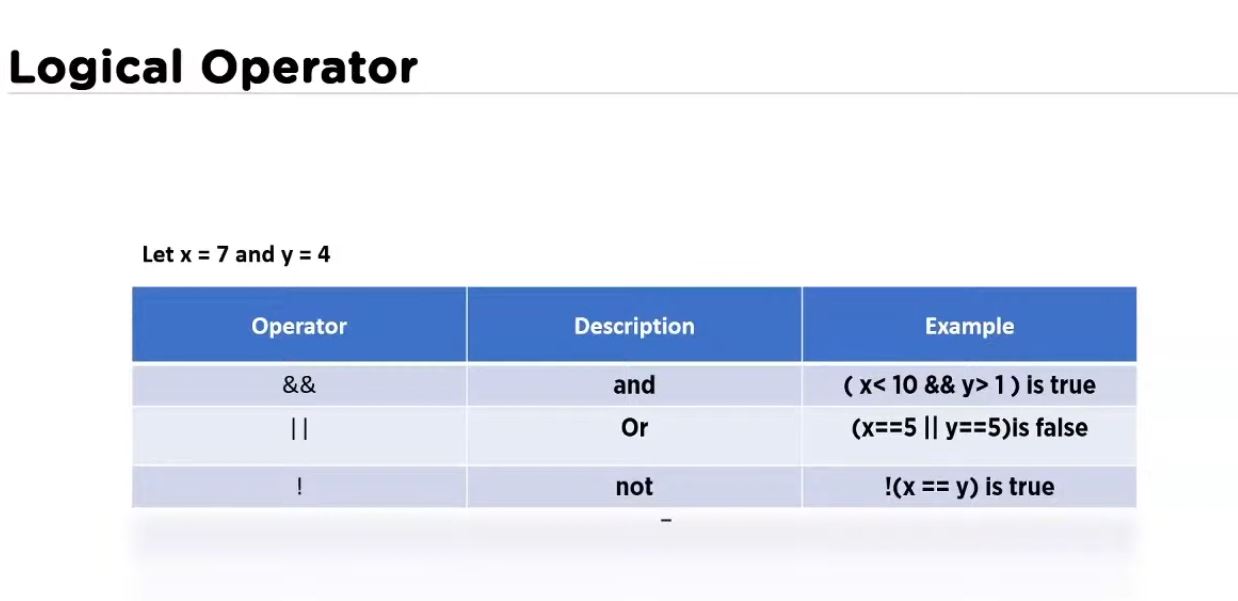 Logical Operator
Let x = 7 and y = 4
Operator Description Example
&& and ( x< 10 && y> 1 ) is true
|| Or (x==5 || y==5)is false
! not !(x == y) is true
–